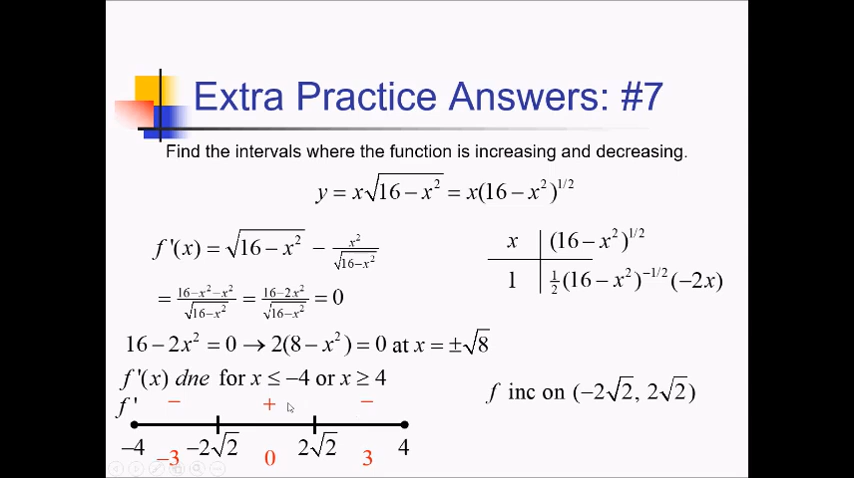 Extra Practice Answers: #7
Find the intervals where the function is increasing and decreasing.
y = x√(16 − x²) = x(16 − x²)^(1/2)
f '(x) = √(16 − x²) − x²/√(16−x²)
x | (16 − x²)^(1/2)
1 | ½(16 − x²)^(−1/2)(−2x)
= (16−x²−x²)/√(16−x²) = (16−2x²)/√(16−x²) = 0
16 − 2x² = 0 → 2(8 − x²) = 0 at x = ±√8
f '(x) dne for x ≤ −4 or x ≥ 4
f inc on (−2√2, 2√2)
f ' − + −
−4 −3 −2√2 0 2√2 3 4